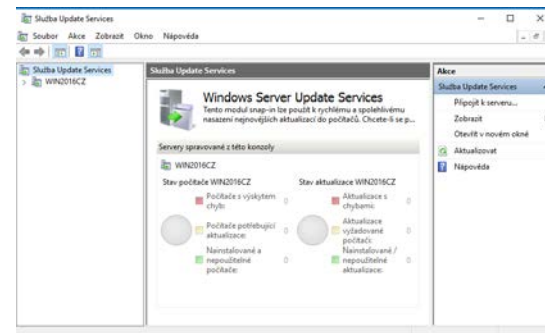 Služba Update Services
Soubor Akce Zobrazit Okno Nápověda
Služba Update Services
WIN2016CZ
Služba Update Services
Windows Server Update Services
Tento modul snap-in lze použít k rychlému a spolehlivému
nasazení nejnovějších aktualizací do počítačů. Chcete-li se p...
Servery spravované z této konzoly
WIN2016CZ
Stav počítače WIN2016CZ
Počítače s výskytem
chyb:
0
Počítače potřebující
aktualizace:
0
Nainstalované a
nepoužitelné
počítače:
0
Stav aktualizace WIN2016CZ
Aktualizace s
chybami:
0
Aktualizace
vyžadované
počítači:
0
Nainstalované /
nepoužitelné
aktualizace:
0
Akce
Služba Update Services
Připojit k serveru...
Zobrazit
Otevřít v novém okně
Aktualizovat
Nápověda